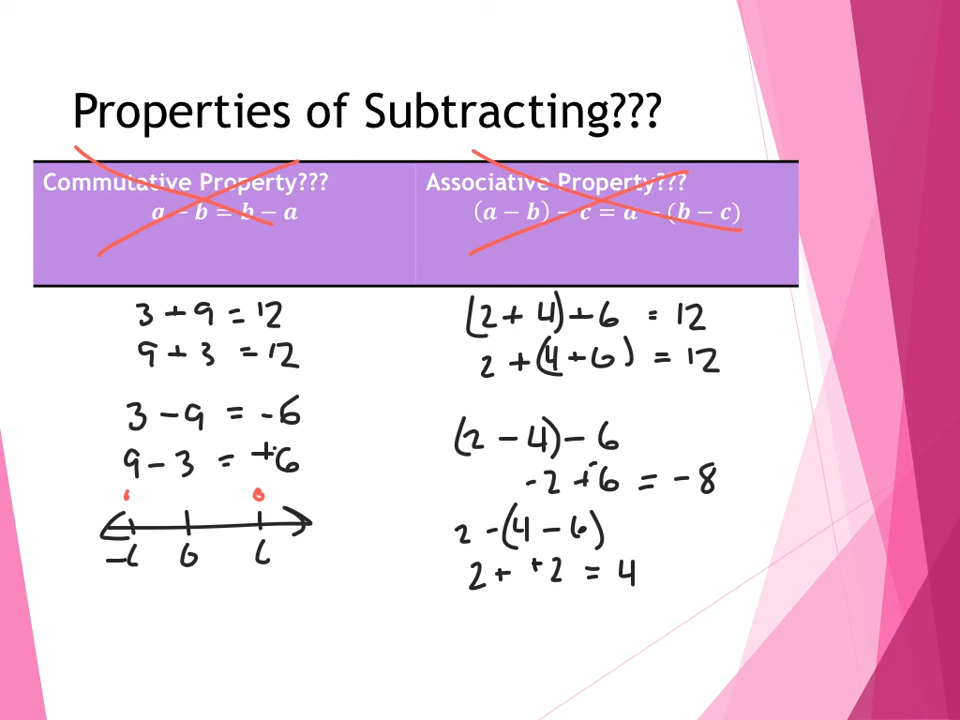 Properties of Subtracting???
Commutative Property???
a − b = b − a
Associative Property???
(a − b) − c = a − (b − c)
3 + 9 = 12
9 + 3 = 12
3 − 9 = -6
9 − 3 = +6
−6 0 6
(2 + 4) + 6 = 12
2 + (4 + 6) = 12
(2 − 4) − 6
-2 + -6 = -8
2 - (4 − 6)
2 + +2 = 4